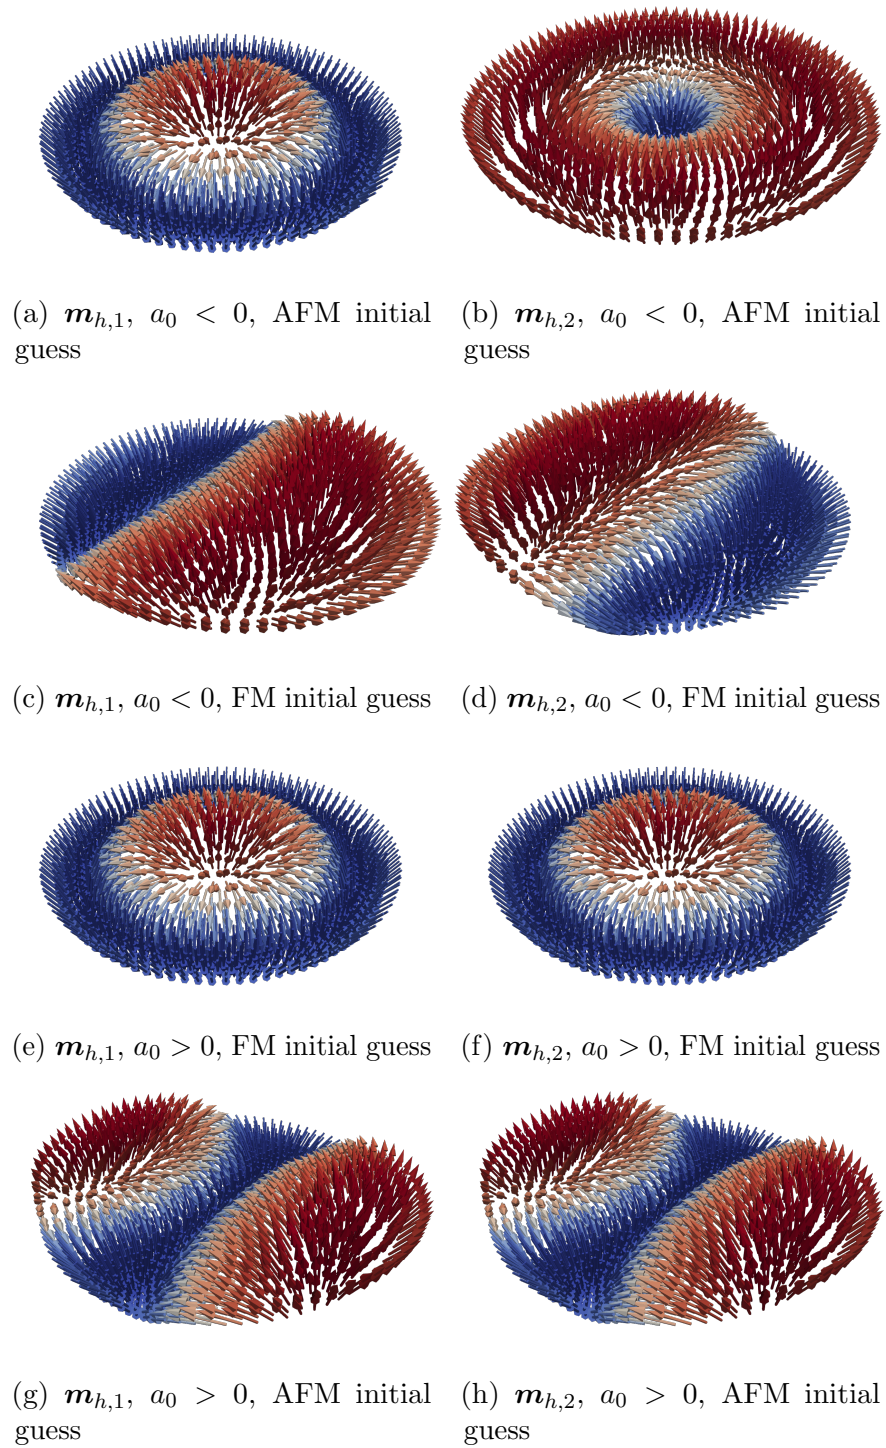 (a) m_{h,1}, a_0 < 0, AFM initial guess
(b) m_{h,2}, a_0 < 0, AFM initial guess
(c) m_{h,1}, a_0 < 0, FM initial guess
(d) m_{h,2}, a_0 < 0, FM initial guess
(e) m_{h,1}, a_0 > 0, FM initial guess
(f) m_{h,2}, a_0 > 0, FM initial guess
(g) m_{h,1}, a_0 > 0, AFM initial guess
(h) m_{h,2}, a_0 > 0, AFM initial guess